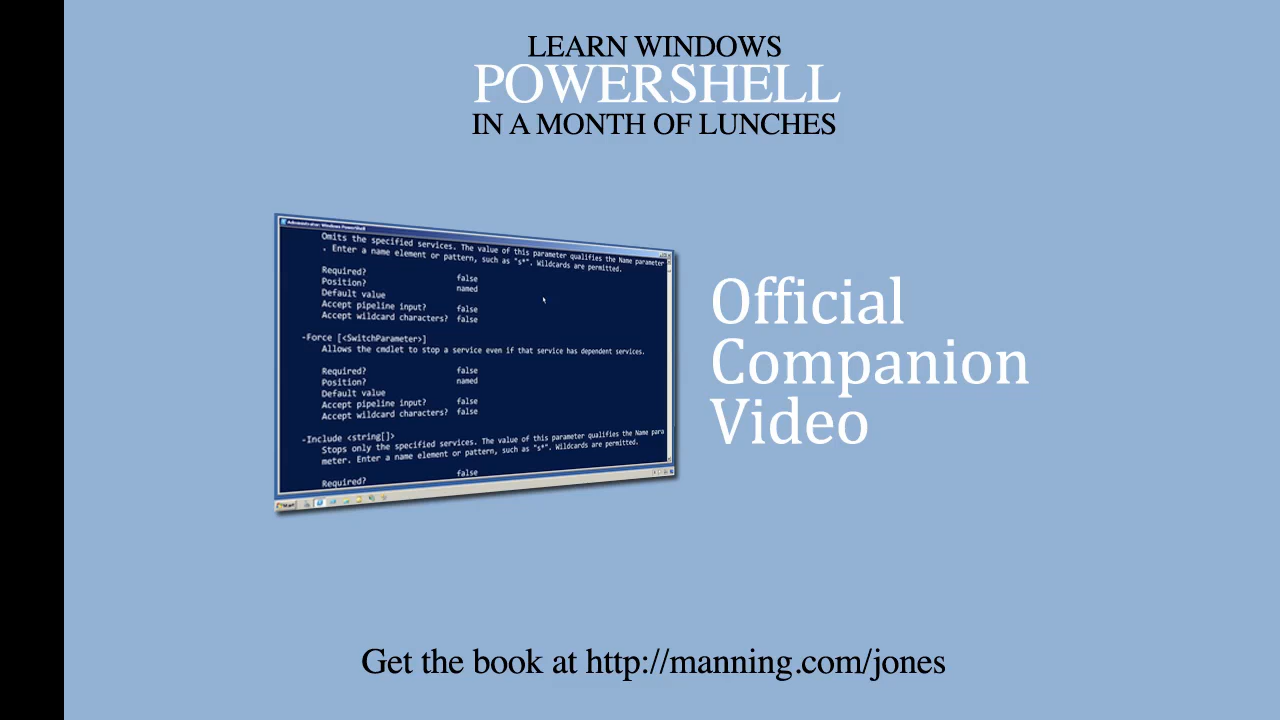 LEARN WINDOWS
POWERSHELL
IN A MONTH OF LUNCHES
Administrator: Windows PowerShell
Omits the specified services. The value of this parameter qualifies the Name parameter
. Enter a name element or pattern, such as "s*". Wildcards are permitted.
Required? false
Position? named
Default value
Accept pipeline input? false
Accept wildcard characters? false
-Force [<SwitchParameter>]
Allows the cmdlet to stop a service even if that service has dependent services.
Required? false
Position? named
Default value
Accept pipeline input? false
Accept wildcard characters? false
-Include <string[]>
Stops only the specified services. The value of this parameter qualifies the Name para
meter. Enter a name element or pattern, such as "s*". Wildcards are permitted.
Required? false
Start
Official
Companion
Video
Get the book at http://manning.com/jones